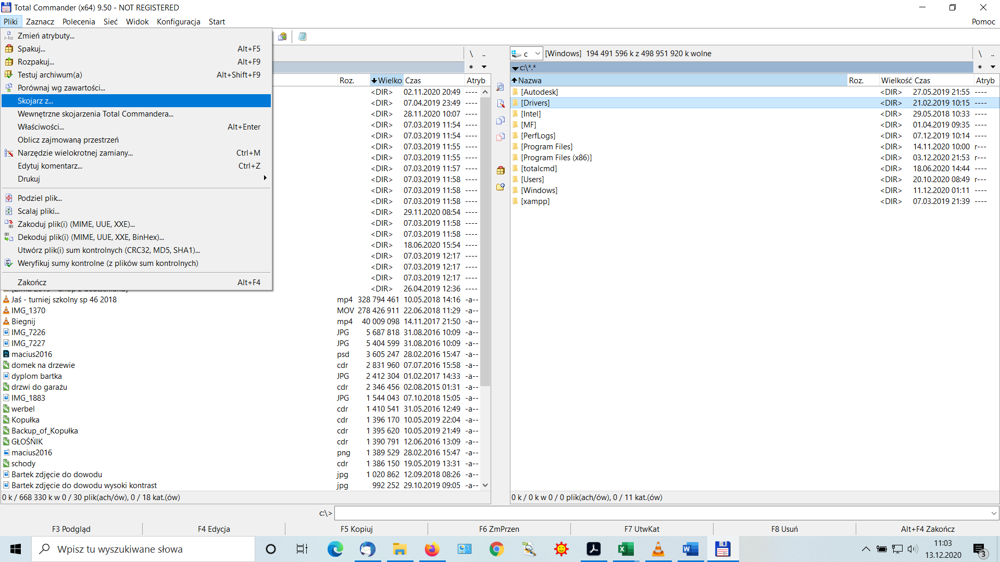 Total Commander (x64) 9.50 - NOT REGISTERED
Pliki Zaznacz Polecenia Sieć Widok Konfiguracja Start Pomoc
Zmień atrybuty...
Spakuj... Alt+F5
Rozpakuj... Alt+F9
Testuj archiwum(a) Alt+Shift+F9
Porównaj wg zawartości...
Skojarz z...
Wewnętrzne skojarzenia Total Commandera...
Właściwości... Alt+Enter
Oblicz zajmowaną przestrzeń
Narzędzie wielokrotnej zamiany... Ctrl+M
Edytuj komentarz... Ctrl+Z
Drukuj
Podziel plik...
Scalaj pliki...
Zakoduj plik(i) (MIME, UUE, XXE)...
Dekoduj plik(i) (MIME, UUE, XXE, BinHex)...
Utwórz plik(i) sum kontrolnych (CRC32, MD5, SHA1)...
Weryfikuj sumy kontrolne (z plików sum kontrolnych)
Zakończ Alt+F4
\ ..
* 
Roz. Wielko Czas Atryb
<DIR> 02.11.2020 20:49 ----
<DIR> 07.04.2019 23:49 ----
<DIR> 28.11.2020 10:07 ----
<DIR> 07.03.2019 11:54 ----
<DIR> 07.03.2019 11:54 ----
<DIR> 07.03.2019 11:55 ----
<DIR> 07.03.2019 11:55 ----
<DIR> 07.03.2019 11:57 ----
<DIR> 07.03.2019 11:58 ----
<DIR> 07.03.2019 11:58 ----
<DIR> 07.03.2019 11:58 ----
<DIR> 29.11.2020 08:54 ----
<DIR> 07.03.2019 11:58 ----
<DIR> 07.03.2019 11:58 ----
<DIR> 18.06.2020 15:54 ----
<DIR> 07.03.2019 12:17 ----
<DIR> 07.03.2019 12:17 ----
<DIR> 07.03.2019 12:17 ----
<DIR> 26.04.2019 12:36 ----
Jaś - turniej szkolny sp 46 2018 mp4 328 794 461 10.05.2018 14:16 -a--
IMG_1370 MOV 278 426 911 22.06.2018 11:29 -a--
Biegnij mp4 40 009 098 14.11.2017 21:50 -a--
IMG_7226 JPG 5 687 818 31.08.2016 10:09 -a--
IMG_7227 JPG 5 404 599 31.08.2016 10:09 -a--
macius2016 psd 3 605 247 28.02.2016 15:47 -a--
domek na drzewie cdr 2 831 960 07.07.2016 15:58 -a--
dyplom bartka JPG 2 412 304 01.02.2017 14:33 -a--
drzwi do garażu cdr 2 346 456 02.08.2015 01:31 -a--
IMG_1883 JPG 1 544 043 07.10.2018 15:05 -a--
werbel cdr 1 410 541 31.05.2016 12:49 -a--
Kopułka cdr 1 396 170 10.05.2019 22:04 -a--
Backup_of_Kopułka cdr 1 395 620 10.05.2019 21:49 -a--
GŁOŚŃIK cdr 1 390 791 12.06.2016 13:09 -a--
macius2016 png 1 389 529 28.02.2016 15:47 -a--
schody cdr 1 386 150 19.05.2019 13:31 -a--
Bartek zdjęcie do dowodu jpg 1 020 862 12.09.2018 08:26 -a--
Bartek zdjęcie do dowodu wysoki kontrast jpg 992 252 29.10.2019 09:05 -a--
0 k / 668 330 k w 0 / 30 plik(ach/ów), 0 / 18 kat.(ów)
c [Windows] 194 491 596 k z 498 951 920 k wolne \ ..
c:\*.* *
Nazwa Roz. Wielkość Czas Atryb
[Autodesk] <DIR> 27.05.2019 21:55 ----
[Drivers] <DIR> 21.02.2019 10:15 ----
[Intel] <DIR> 29.05.2018 10:33 ----
[MF] <DIR> 01.04.2019 09:35 ----
[PerfLogs] <DIR> 07.12.2019 10:14 ----
[Program Files] <DIR> 14.11.2020 10:00 r---
[Program Files (x86)] <DIR> 03.12.2020 21:53 r---
[totalcmd] <DIR> 18.06.2020 14:44 ----
[Users] <DIR> 20.10.2020 08:49 r---
[Windows] <DIR> 11.12.2020 01:11 ----
[xampp] <DIR> 07.03.2019 21:39 ----
0 k / 0 k w 0 / 0 plik(ach/ów), 0 / 11 kat.(ów)
c:\>
F3 Podgląd F4 Edycja F5 Kopiuj F6 ZmPrzen F7 UtwKat F8 Usuń Alt+F4 Zakończ
Wpisz tu wyszukiwane słowa
11:03
13.12.2020
3